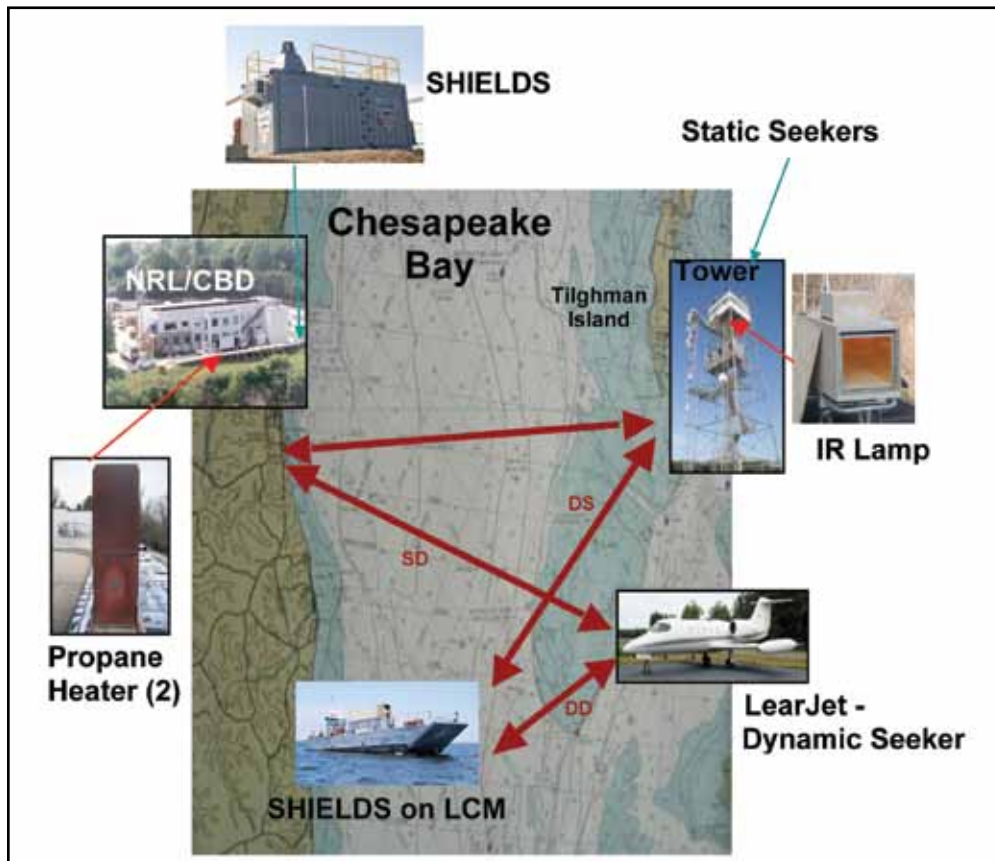 SHIELDS
Static Seekers
Chesapeake
Bay
NRL/CBD
Tower
Tilghman
Island
IR Lamp
DS
SD
Propane
Heater (2)
DD
LearJet -
Dynamic Seeker
SHIELDS on LCM